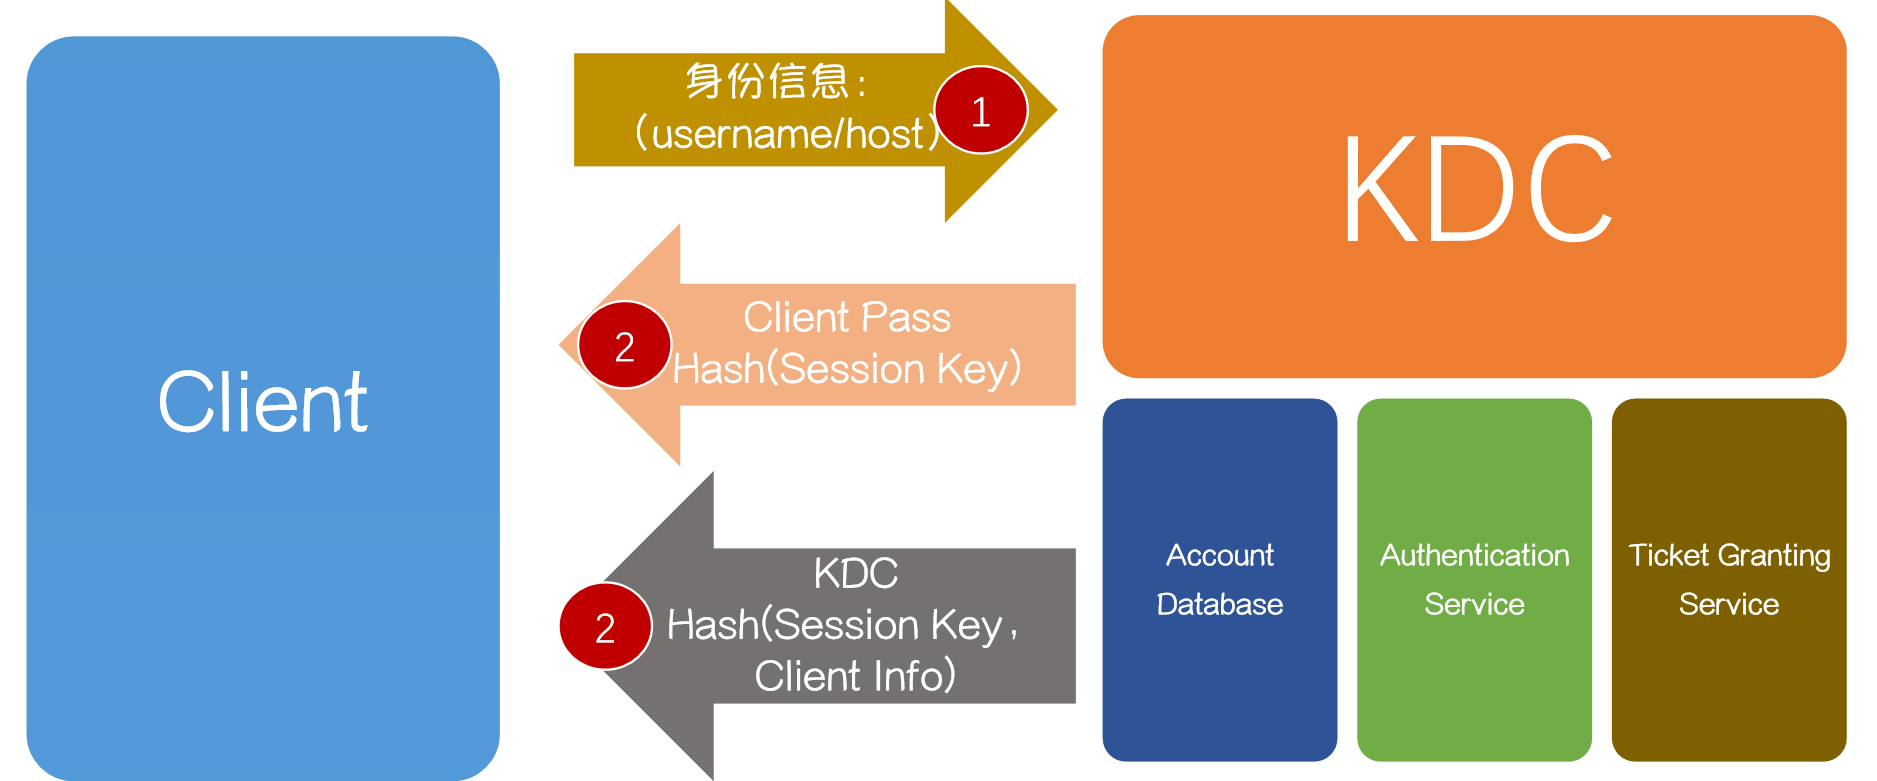 Client
身份信息：
（username/host）
1
Client Pass
Hash(Session Key)
2
KDC
Hash(Session Key，
Client Info)
2
KDC
Account
Database
Authentication
Service
Ticket Granting
Service